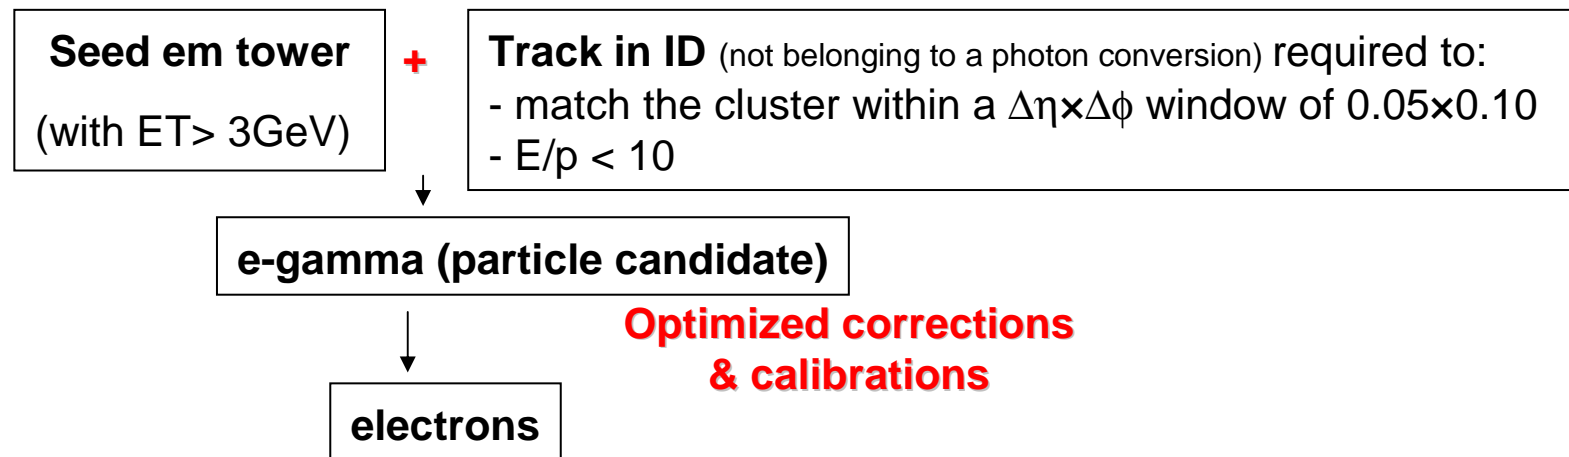 Seed em tower
(with ET> 3GeV)
+
Track in ID (not belonging to a photon conversion) required to:
- match the cluster within a Δη×Δϕ window of 0.05×0.10
- E/p < 10
e-gamma (particle candidate)
Optimized corrections
& calibrations
electrons